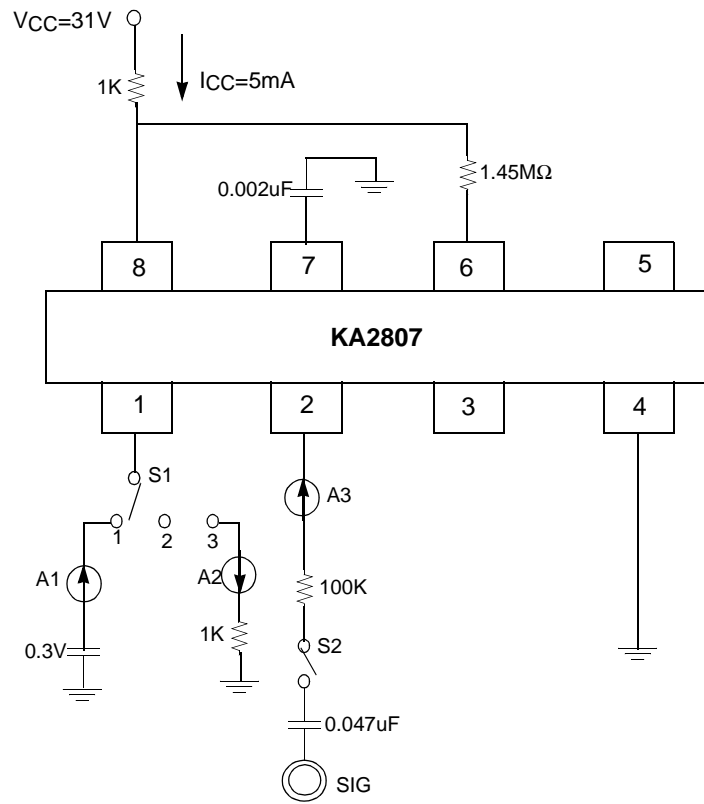 VCC=31V
1K
ICC=5mA
0.002uF
1.45MΩ
8
7
6
5
KA2807
1
2
3
4
S1
1
2
3
A3
A1
A2
100K
1K
S2
0.3V
0.047uF
SIG